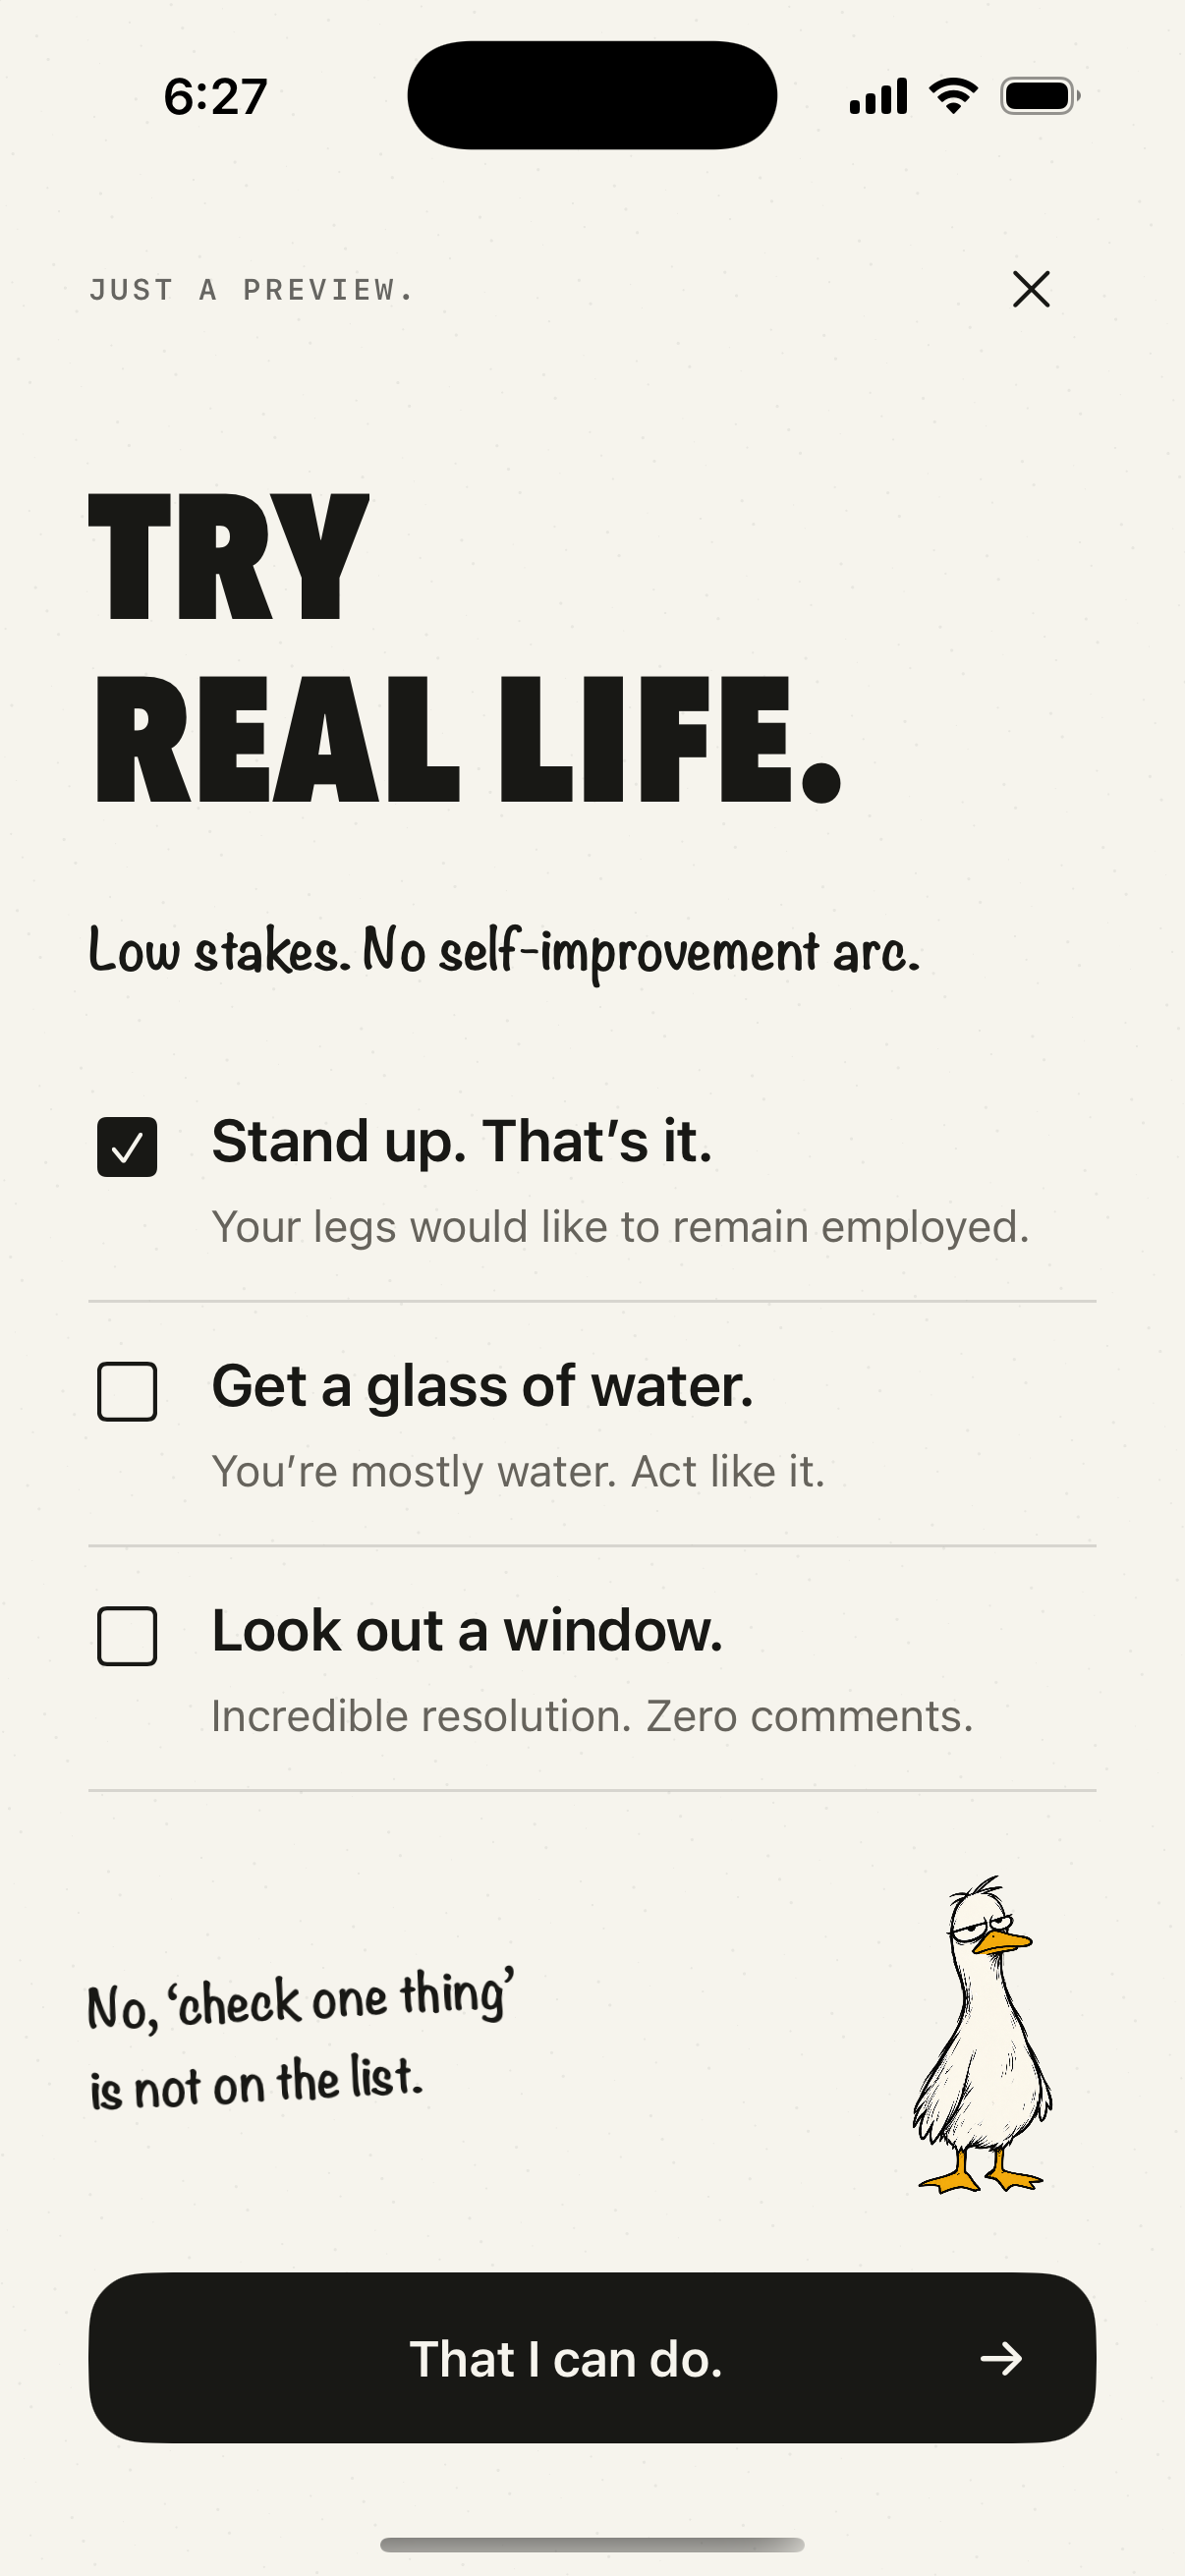 6:27
JUST A PREVIEW.
TRY
REAL LIFE.
Low stakes. No self-improvement arc.
Stand up. That’s it.
Your legs would like to remain employed.
Get a glass of water.
You’re mostly water. Act like it.
Look out a window.
Incredible resolution. Zero comments.
No, ‘check one thing’
is not on the list.
That I can do.